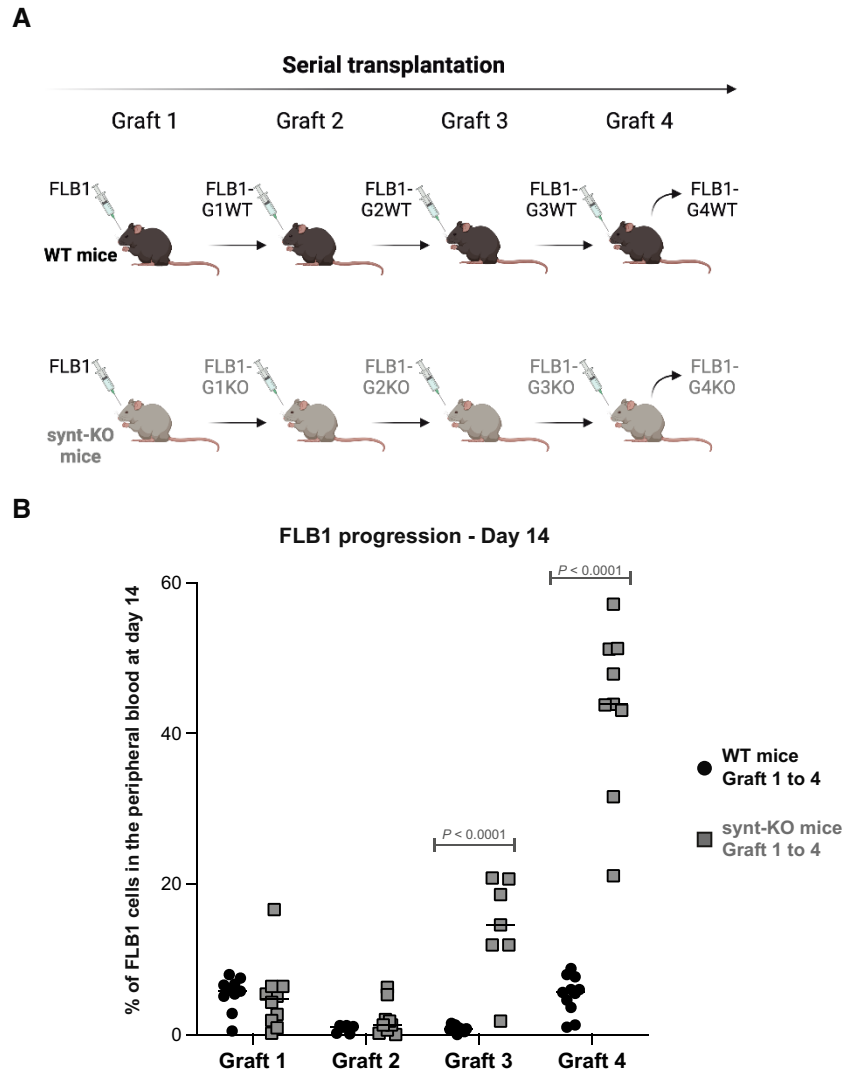 A
Serial transplantation
Graft 1 Graft 2 Graft 3 Graft 4
FLB1 FLB1- FLB1- FLB1- FLB1-
G1WT G2WT G3WT G4WT
WT mice
FLB1 FLB1- FLB1- FLB1- FLB1-
G1KO G2KO G3KO G4KO
synt-KO
mice
B
FLB1 progression - Day 14
% of FLB1 cells in the peripheral blood at day 14
60
40
20
0
P < 0.0001
P < 0.0001
Graft 1 Graft 2 Graft 3 Graft 4
WT mice
Graft 1 to 4
synt-KO mice
Graft 1 to 4